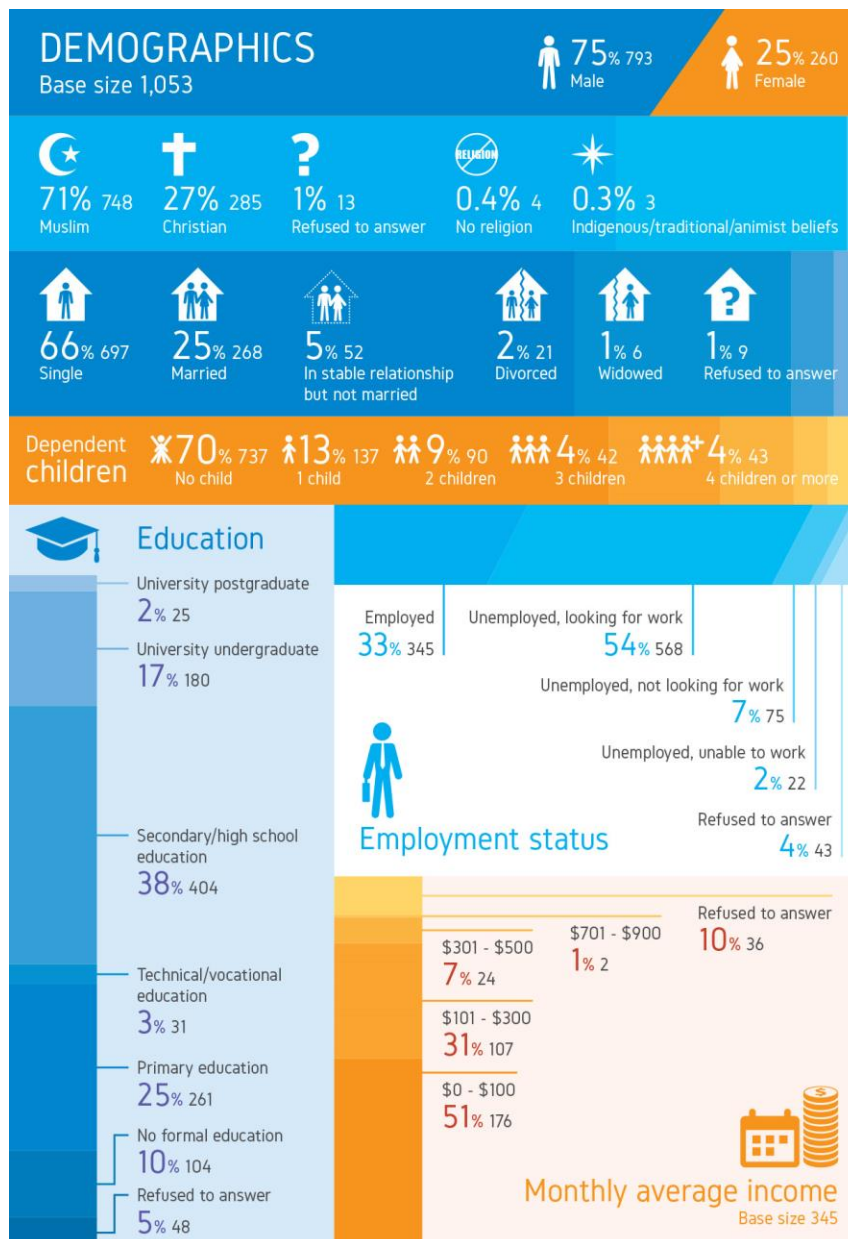 DEMOGRAPHICS
Base size 1,053
75% 793
Male
25% 260
Female
RELIGION
71% 748
Muslim
27% 285
Christian
1% 13
Refused to answer
0.4% 4
No religion
0.3% 3
Indigenous/traditional/animist beliefs
66% 697
Single
25% 268
Married
5% 52
In stable relationship
but not married
2% 21
Divorced
1% 6
Widowed
1% 9
Refused to answer
Dependent
children
70% 737
No child
13% 137
1 child
9% 90
2 children
4% 42
3 children
4% 43
4 children or more
Education
University postgraduate
2% 25
University undergraduate
17% 180
Secondary/high school
education
38% 404
Technical/vocational
education
3% 31
Primary education
25% 261
No formal education
10% 104
Refused to answer
5% 48
Employed
33% 345
Unemployed, looking for work
54% 568
Unemployed, not looking for work
7% 75
Unemployed, unable to work
2% 22
Refused to answer
4% 43
Employment status
Refused to answer
10% 36
$701 - $900
1% 2
$301 - $500
7% 24
$101 - $300
31% 107
$0 - $100
51% 176
$
Monthly average income
Base size 345